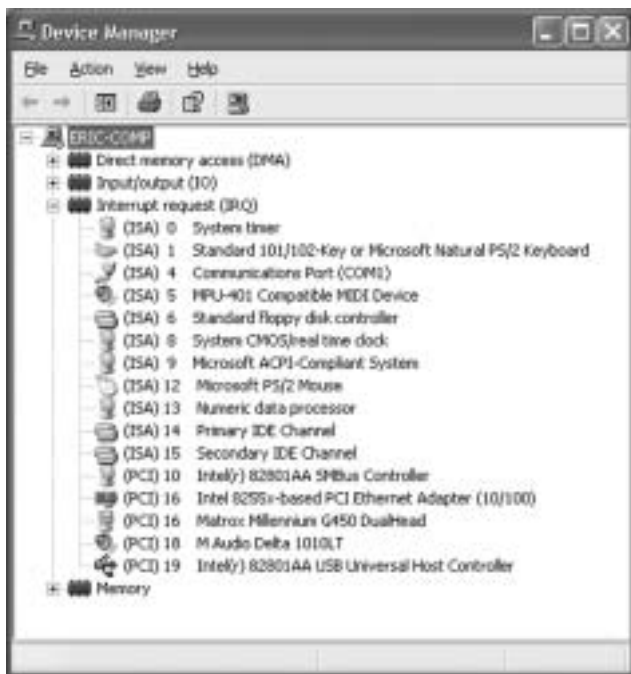 Device Manager
File Action View Help
ERIC-COMP
Direct memory access (DMA)
Input/output (IO)
Interrupt request (IRQ)
(ISA) 0 System timer
(ISA) 1 Standard 101/102-Key or Microsoft Natural PS/2 Keyboard
(ISA) 4 Communications Port (COM1)
(ISA) 5 MPU-401 Compatible MIDI Device
(ISA) 6 Standard floppy disk controller
(ISA) 8 System CMOS/real time clock
(ISA) 9 Microsoft ACPI-Compliant System
(ISA) 12 Microsoft PS/2 Mouse
(ISA) 13 Numeric data processor
(ISA) 14 Primary IDE Channel
(ISA) 15 Secondary IDE Channel
(PCI) 10 Intel(r) 82801AA SMBus Controller
(PCI) 16 Intel 8255x-based PCI Ethernet Adapter (10/100)
(PCI) 16 Matrox Millennium G450 DualHead
(PCI) 18 M Audio Delta 1010LT
(PCI) 19 Intel(r) 82801AA USB Universal Host Controller
Memory